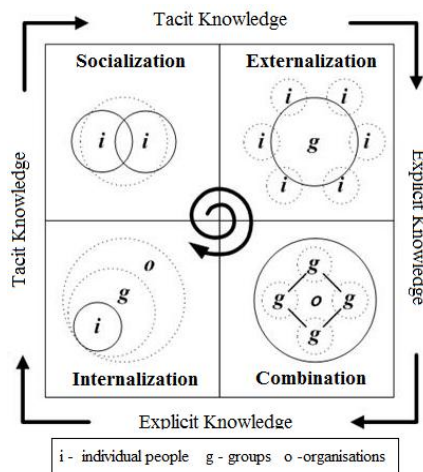 Tacit Knowledge
Socialization
Externalization
i i
i i
i g i
i i
Tacit Knowledge
Explicit Knowledge
o
g
i
g
g o g
g
Internalization
Combination
Explicit Knowledge
i - individual people g - groups o -organisations